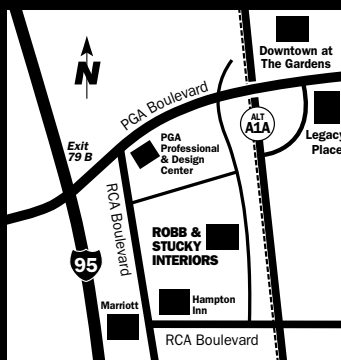 Downtown at
The Gardens
N
PGA Boulevard
ALT
A1A
Legacy
Place
Exit
79 B
PGA
Professional
& Design
Center
RCA Boulevard
ROBB &
STUCKY
INTERIORS
95
Marriott
Hampton
Inn
RCA Boulevard